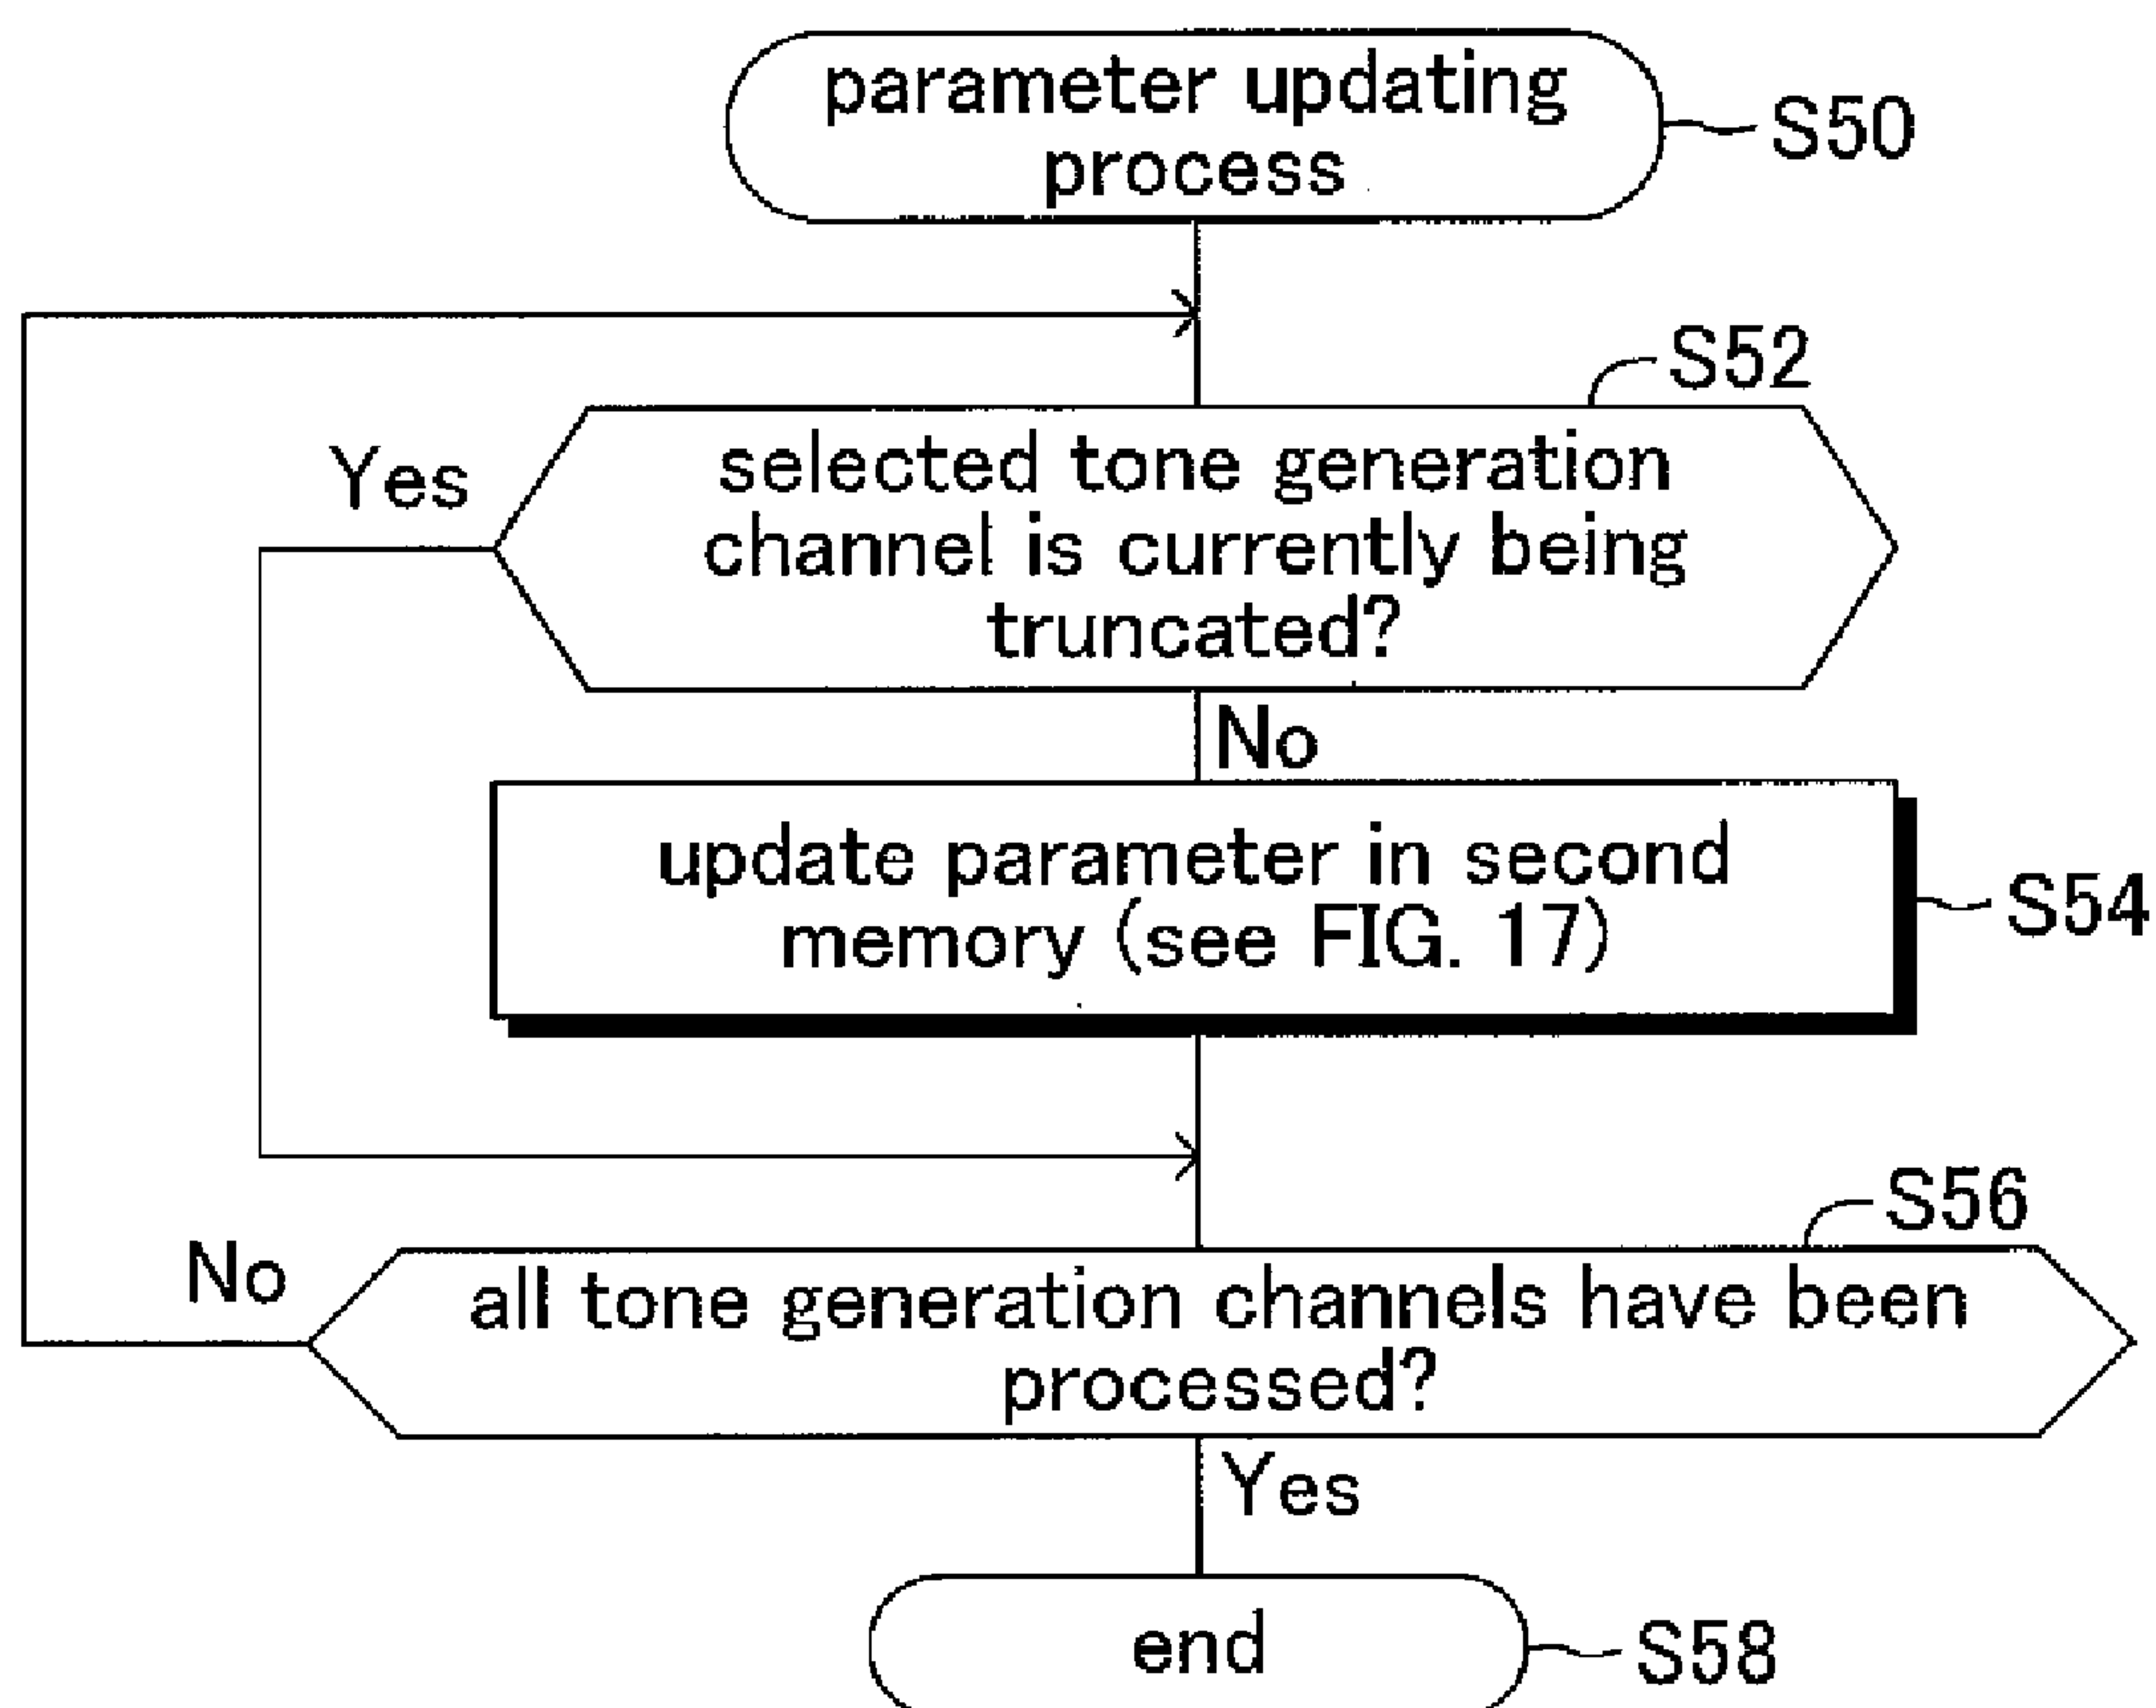 parameter updating
process
S50
S52
selected tone generation
channel is currently being
truncated?
Yes
No
update parameter in second
memory (see FIG. 17)
S54
S56
No
all tone generation channels have been
processed?
Yes
end
S58